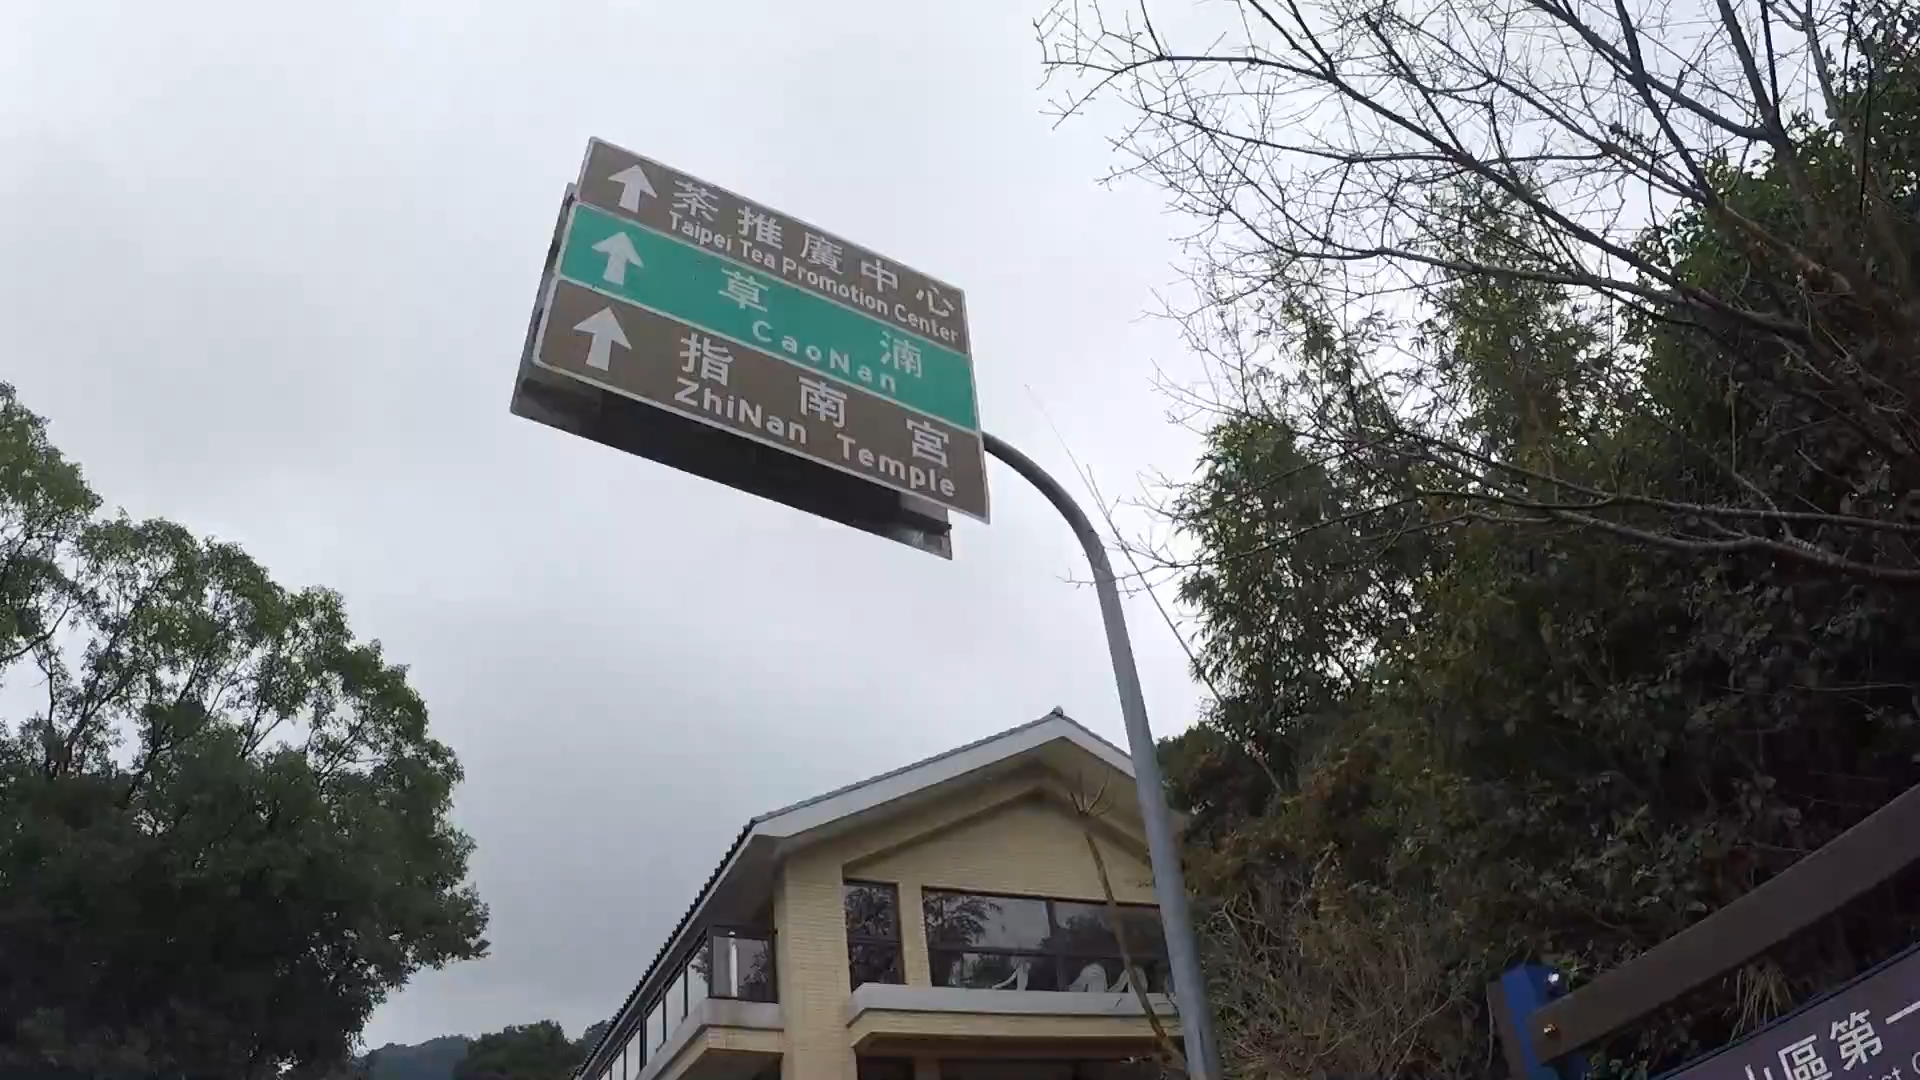 茶推廣中心
Taipei Tea Promotion Center
草湳
CaoNan
指南宮
ZhiNan Temple
山區第一